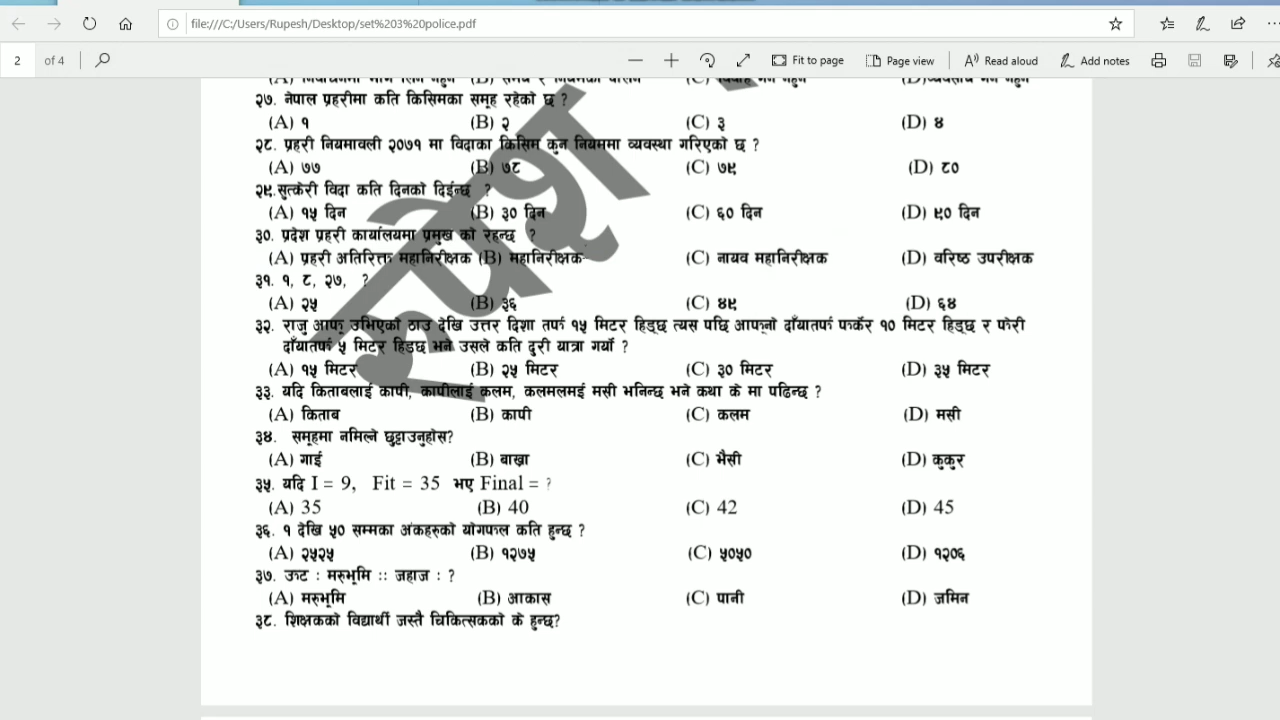 file:///C:/Users/Rupesh/Desktop/set%203%20police.pdf
2 of 4 Fit to page Page view Read aloud Add notes
२७. नेपाल प्रहरीमा कति किसिमका समूह रहेको छ ?
(A) १ (B) २ (C) ३ (D) ४
२८. प्रहरी नियमावली २०७१ मा विदाका किसिम कुन नियममा व्यवस्था गरिएको छ ?
(A) ७७ (B) ७८ (C) ७९ (D) ८०
२९.सुत्केरी विदा कति दिनको दिईन्छ ?
(A) १५ दिन (B) ३० दिन (C) ६० दिन (D) ९० दिन
३०. प्रदेश प्रहरी कार्यालयमा प्रमुख को रहन्छ ?
(A) प्रहरी अतिरिक्त महानिरीक्षक (B) महानिरीक्षक (C) नायव महानिरीक्षक (D) वरिष्ठ उपरीक्षक
३१. १, ८, २७, ?
(A) २५ (B) ३६ (C) ४९ (D) ६४
३२. राजु आफू उभिएको ठाउ देखि उत्तर दिशा तर्फ १५ मिटर हिड्छ त्यस पछि आफ्नो दाँयातर्फ फर्केर १० मिटर हिड्छ र फेरी
दाँयातर्फ ५ मिटर हिडछ भने उसले कति दुरी यात्रा गर्यो ?
(A) १५ मिटर (B) २५ मिटर (C) ३० मिटर (D) ३५ मिटर
३३. यदि किताबलाई कापी, कापीलाई कलम, कलमलमई मसी भनिन्छ भने कथा के मा पढिन्छ ?
(A) किताब (B) कापी (C) कलम (D) मसी
३४. समूहमा नमिल्ने छुट्टाउनुहोस?
(A) गाई (B) बाख्रा (C) भैसी (D) कुकुर
३५. यदि I = 9, Fit = 35 भए Final = ?
(A) 35 (B) 40 (C) 42 (D) 45
३६. १ देखि ५० सम्मका अंकहरुको योगफल कति हुन्छ ?
(A) २५२५ (B) १२७५ (C) ५०५० (D) १२०६
३७. ऊट : मरुभूमि :: जहाज : ?
(A) मरुभूमि (B) आकास (C) पानी (D) जमिन
३८. शिक्षकको विद्यार्थी जस्तै चिकित्सकको के हुन्छ?
रुपेश